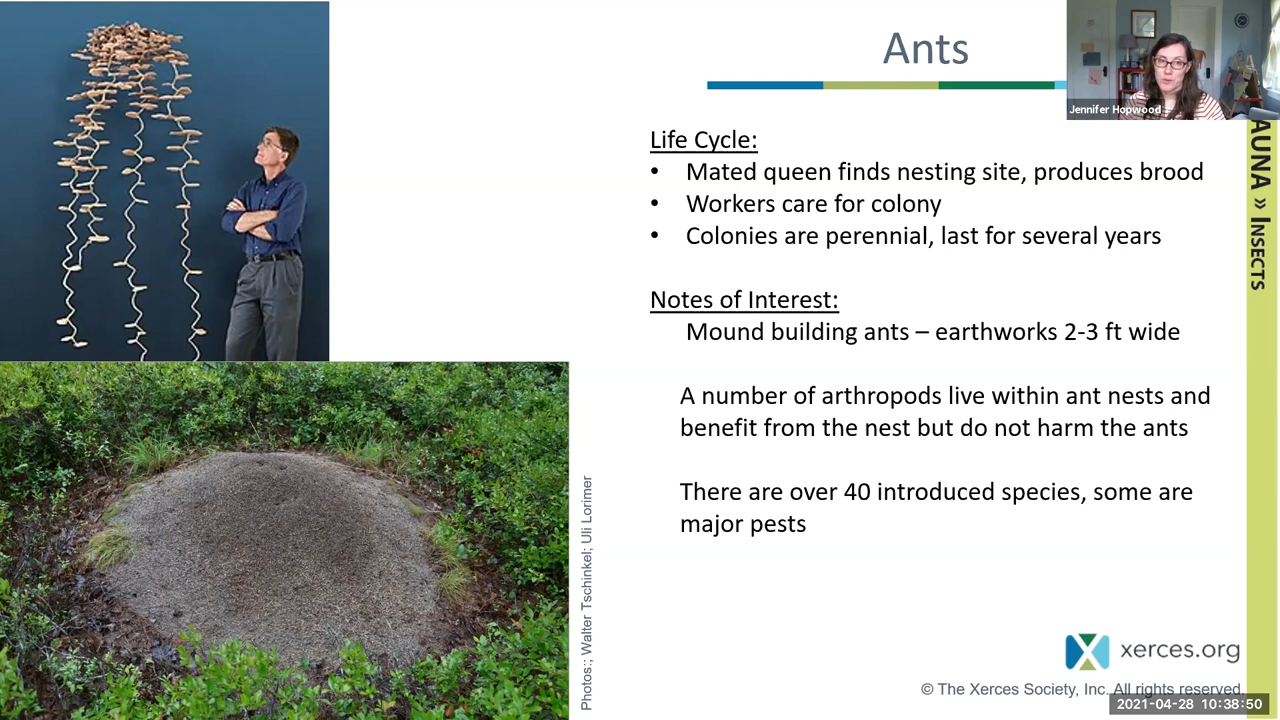 Ants
Jennifer Hopwood
Life Cycle:
• Mated queen finds nesting site, produces brood
• Workers care for colony
• Colonies are perennial, last for several years
Notes of Interest:
Mound building ants – earthworks 2-3 ft wide
A number of arthropods live within ant nests and
benefit from the nest but do not harm the ants
There are over 40 introduced species, some are
major pests
Photos:; Walter Tschinkel; Uli Lorimer
» Insects
xerces.org
© The Xerces Society, Inc. All rights reserved.
2021-04-28 10:38:50